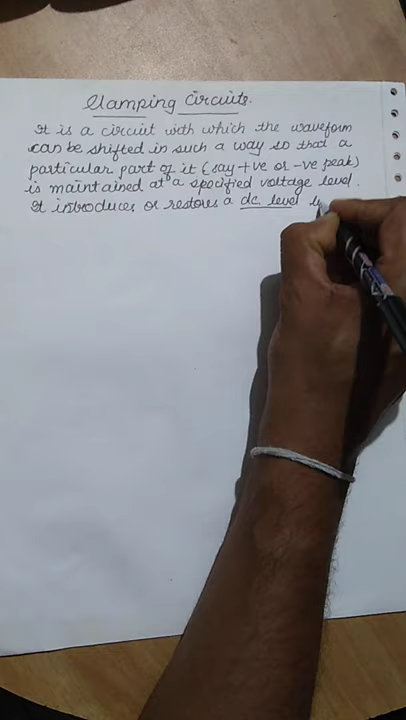 Clamping Circuits.
It is a circuit with which the waveform
can be shifted in such a way so that a
particular part of it (say +ve or -ve peak)
is maintained at a specified voltage level.
It introduces or restores a dc level